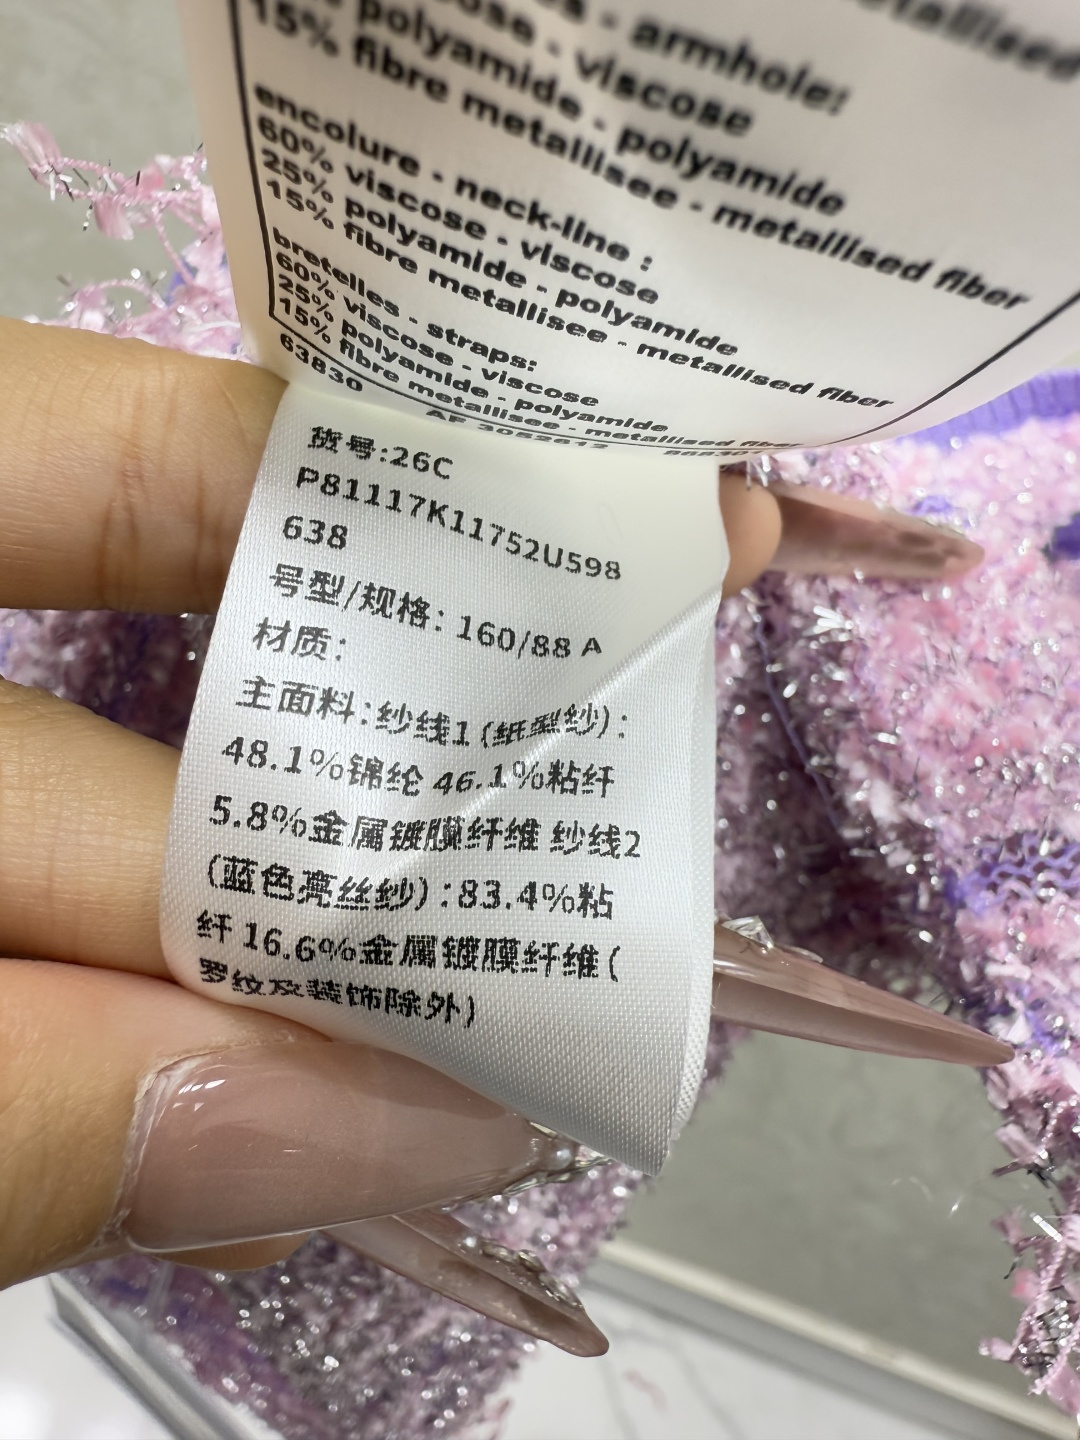 metallised
- armhole:
- viscose
polyamide - polyamide
15% fibre metallisee - metallised fiber
encolure - neck-line :
60% viscose - viscose
25% polyamide - polyamide
15% fibre metallisee - metallised fiber
bretelles - straps:
60% viscose - viscose
25% polyamide - polyamide
15% fibre metallisee - metallised fiber
63830
货号:26C
P81117K11752U598
638
号型/规格: 160/88 A
材质:
主面料:纱线1(纸型纱):
48.1%锦纶 46.1%粘纤
5.8%金属镀膜纤维 纱线2
(蓝色亮丝纱):83.4%粘
纤 16.6%金属镀膜纤维(
罗纹及装饰除外)